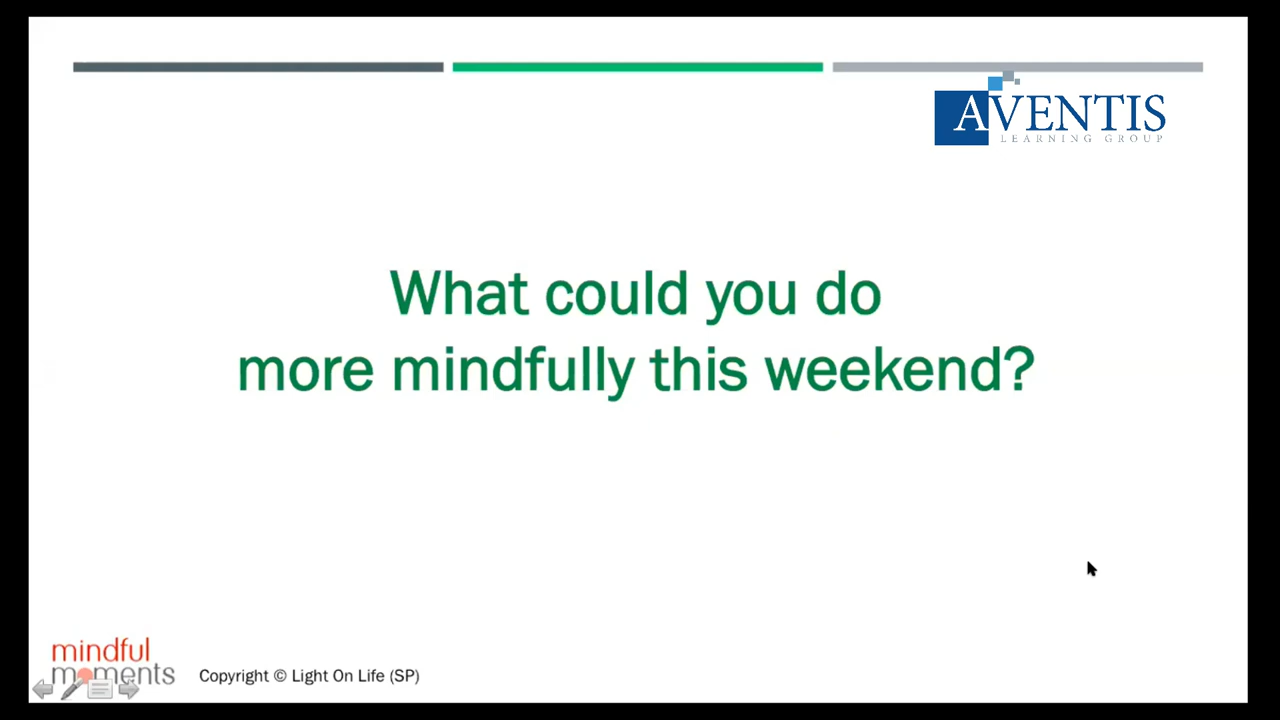 AVENTIS
LEARNING GROUP
What could you do
more mindfully this weekend?
mindful
moments
Copyright © Light On Life (SP)